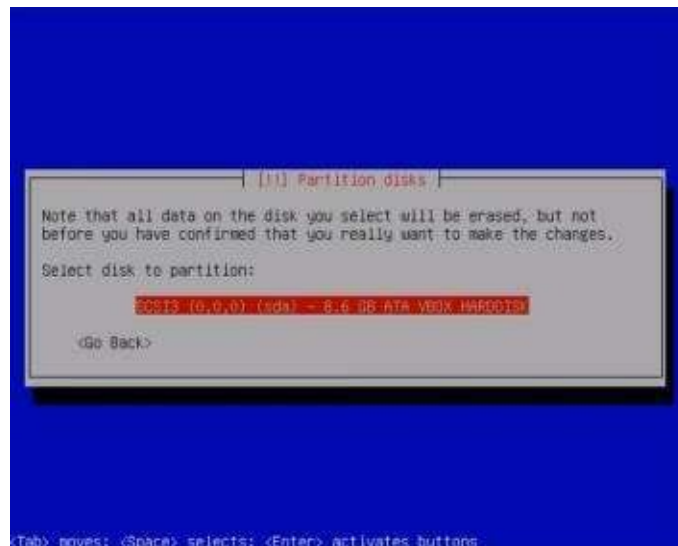 [!!] Partition disks
Note that all data on the disk you select will be erased, but not
before you have confirmed that you really want to make the changes.
Select disk to partition:
SCSI3 (0,0,0) (sda) - 8.6 GB ATA VBOX HARDDISK
<Go Back>
<Tab> moves; <Space> selects; <Enter> activates buttons